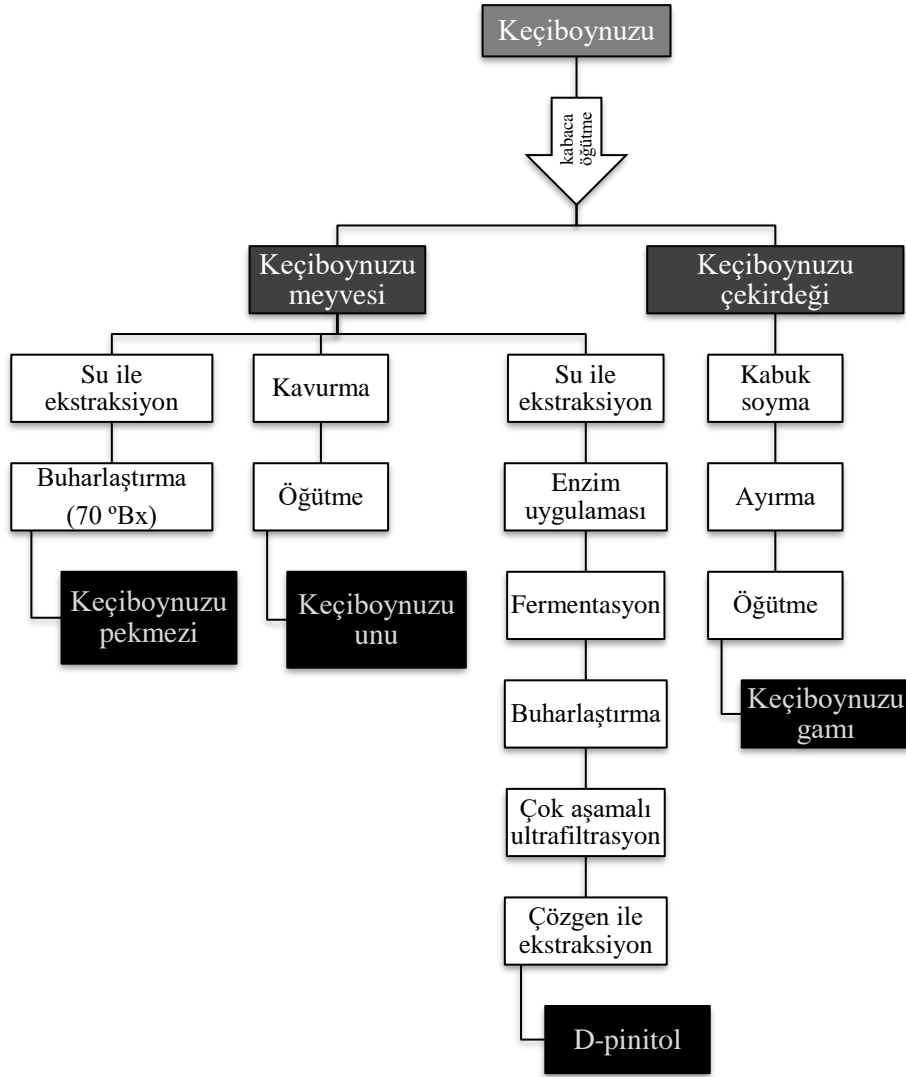 Keçiboynuzu
kabaca
öğütme
Keçiboynuzu
meyvesi
Keçiboynuzu
çekirdeği
Su ile
ekstraksiyon
Buharlaştırma
(70 ºBx)
Keçiboynuzu
pekmezi
Kavurma
Öğütme
Keçiboynuzu
unu
Su ile
ekstraksiyon
Enzim
uygulaması
Fermentasyon
Buharlaştırma
Çok aşamalı
ultrafiltrasyon
Çözgen ile
ekstraksiyon
D-pinitol
Kabuk
soyma
Ayırma
Öğütme
Keçiboynuzu
gamı